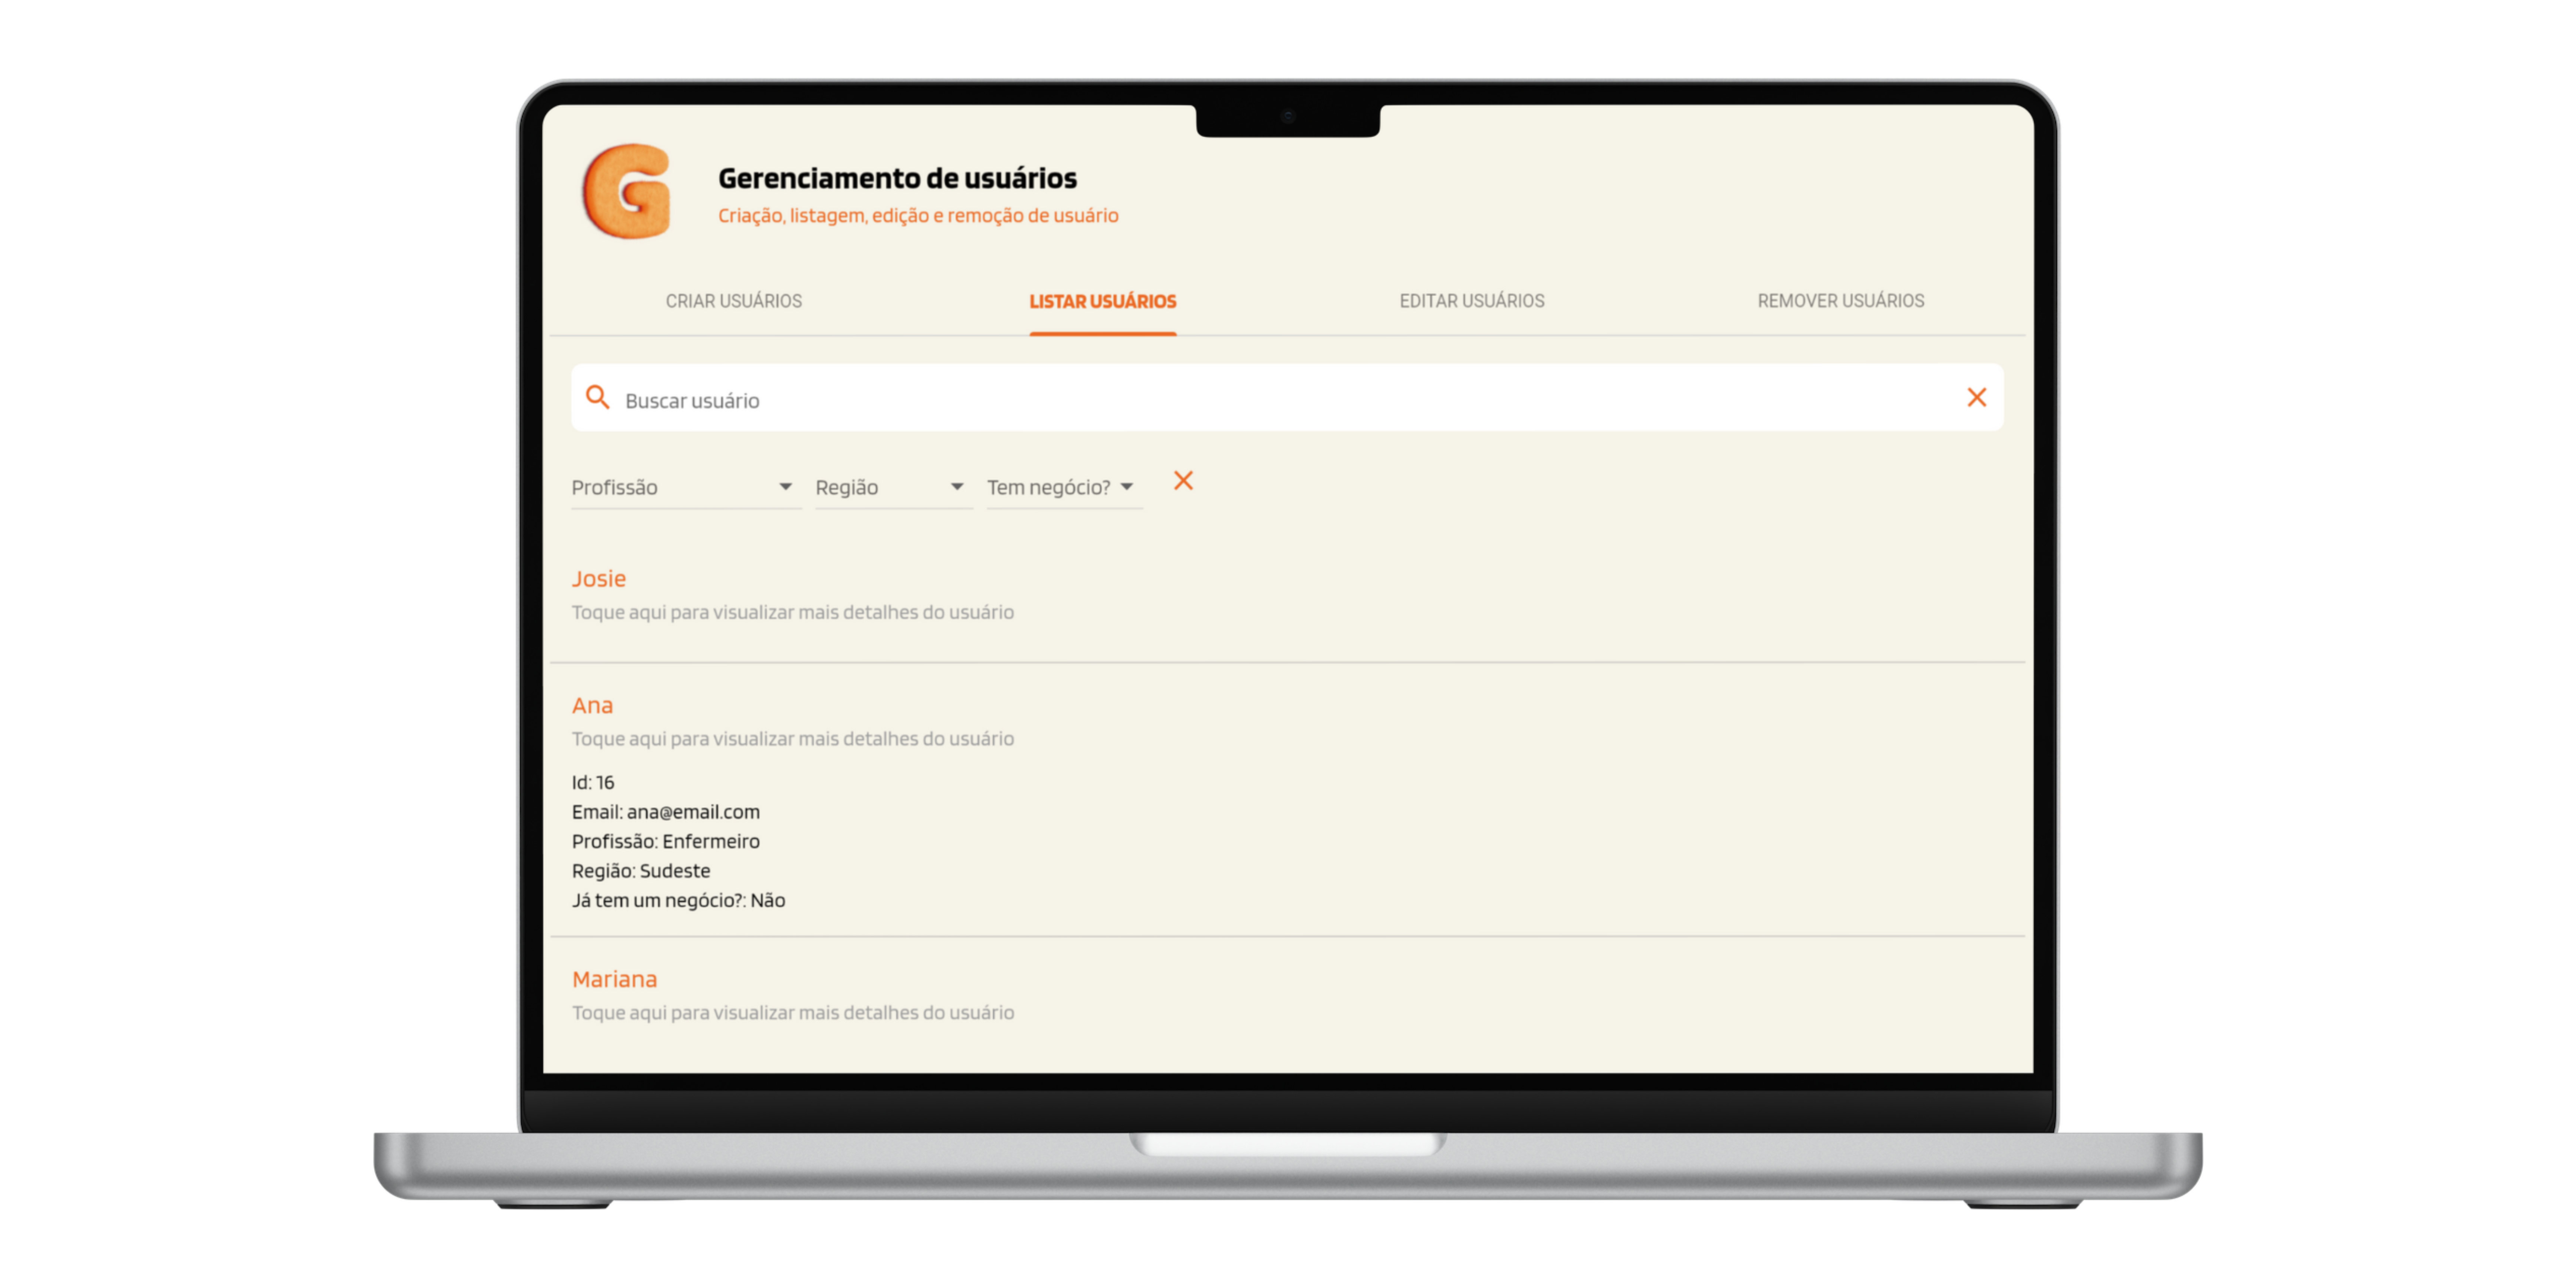 G
Gerenciamento de usuários
Criação, listagem, edição e remoção de usuário
CRIAR USUÁRIOS LISTAR USUÁRIOS EDITAR USUÁRIOS REMOVER USUÁRIOS
Buscar usuário
Profissão Região Tem negócio?
Josie
Toque aqui para visualizar mais detalhes do usuário
Ana
Toque aqui para visualizar mais detalhes do usuário
Id: 16
Email: ana@email.com
Profissão: Enfermeiro
Região: Sudeste
Já tem um negócio?: Não
Mariana
Toque aqui para visualizar mais detalhes do usuário